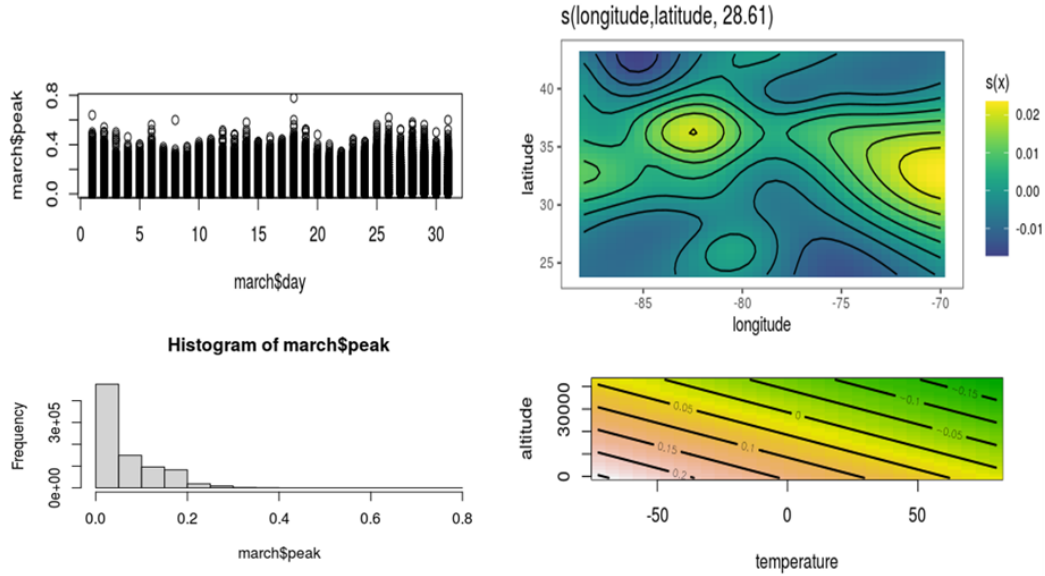 march$peak
0.0 0.4 0.8
0 5 10 15 20 25 30
march$day
s(longitude,latitude, 28.61)
latitude
40
35
30
25
-85 -80 -75 -70
longitude
s(x)
0.02
0.01
0.00
-0.01
Histogram of march$peak
Frequency
0e+00 3e+05
0.0 0.2 0.4 0.6 0.8
march$peak
altitude
0 30000
0.05 0 -0.1 -0.15
0.15 0.1 -0.05
0.2
-50 0 50
temperature